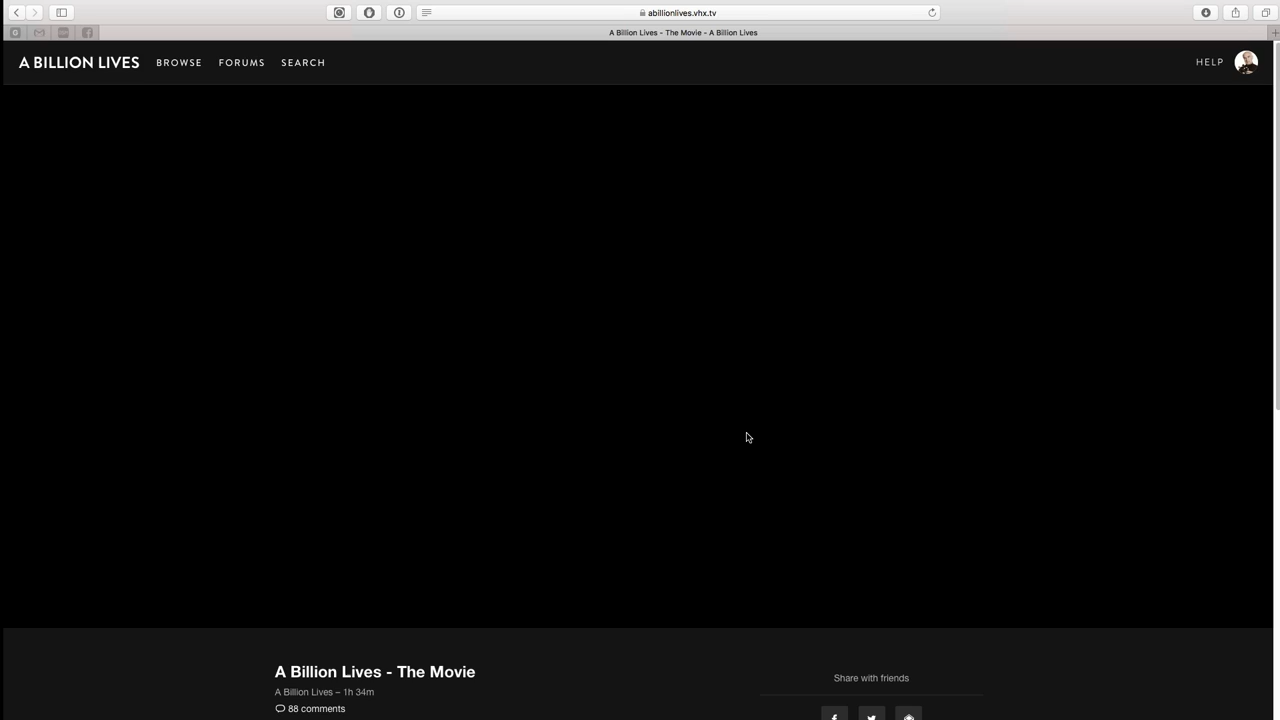 abillionlives.vhx.tv
A Billion Lives - The Movie - A Billion Lives
A BILLION LIVES BROWSE FORUMS SEARCH HELP
A Billion Lives - The Movie
A Billion Lives – 1h 34m
88 comments
Share with friends